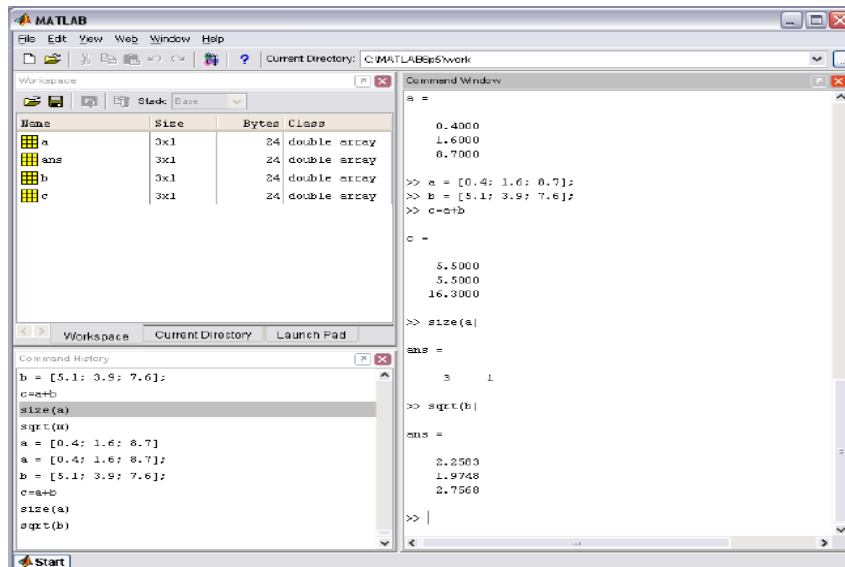 MATLAB
File Edit View Web Window Help
? Current Directory: C:\MATLAB6p5\work
Workspace
Stack: Base
Name Size Bytes Class
a 3x1 24 double array
ans 3x1 24 double array
b 3x1 24 double array
c 3x1 24 double array
Workspace Current Directory Launch Pad
Command History
b = [5.1; 3.9; 7.6];
c=a+b
size(a)
sqrt(m)
a = [0.4; 1.6; 8.7]
a = [0.4; 1.6; 8.7];
b = [5.1; 3.9; 7.6];
c=a+b
size(a)
sqrt(b)
Command Window
a =
0.4000
1.6000
8.7000
>> a = [0.4; 1.6; 8.7];
>> b = [5.1; 3.9; 7.6];
>> c=a+b
c =
5.5000
5.5000
16.3000
>> size(a)
ans =
3 1
>> sqrt(b)
ans =
2.2583
1.9748
2.7568
>>
Start